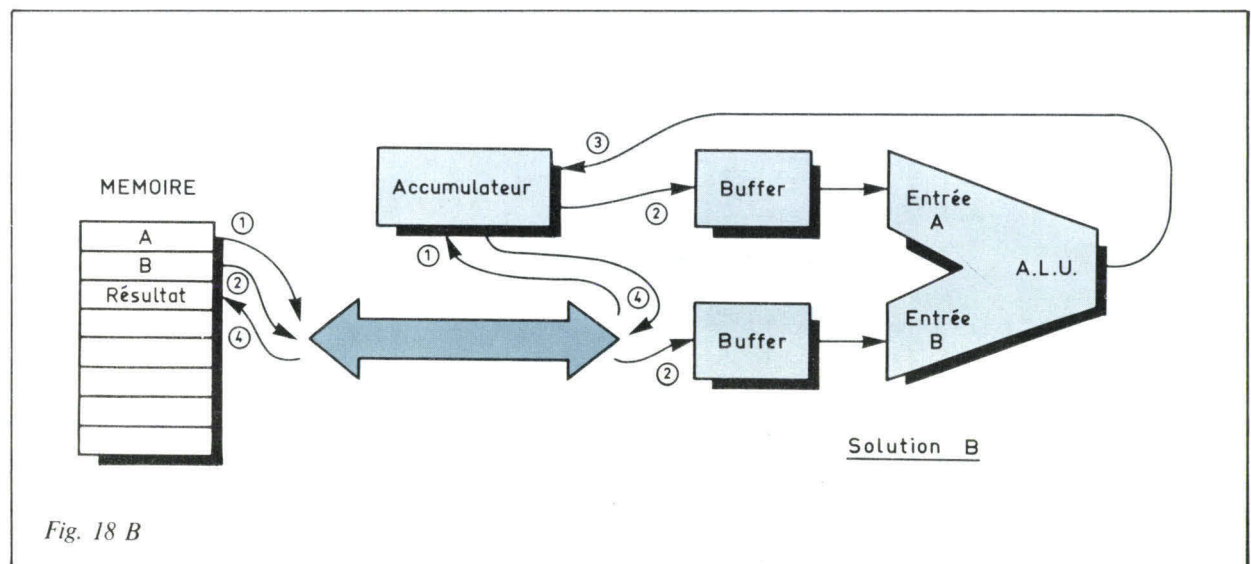 MEMOIRE
A
B
Résultat
①
②
④
Accumulateur
①
③
②
④
②
Buffer
Buffer
Entrée
A
A.L.U.
Entrée
B
Solution B
Fig. 18 B